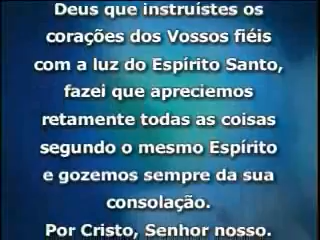 Deus que instruístes os
corações dos Vossos fiéis
com a luz do Espírito Santo,
fazei que apreciemos
retamente todas as coisas
segundo o mesmo Espírito
e gozemos sempre da sua
consolação.
Por Cristo, Senhor nosso.